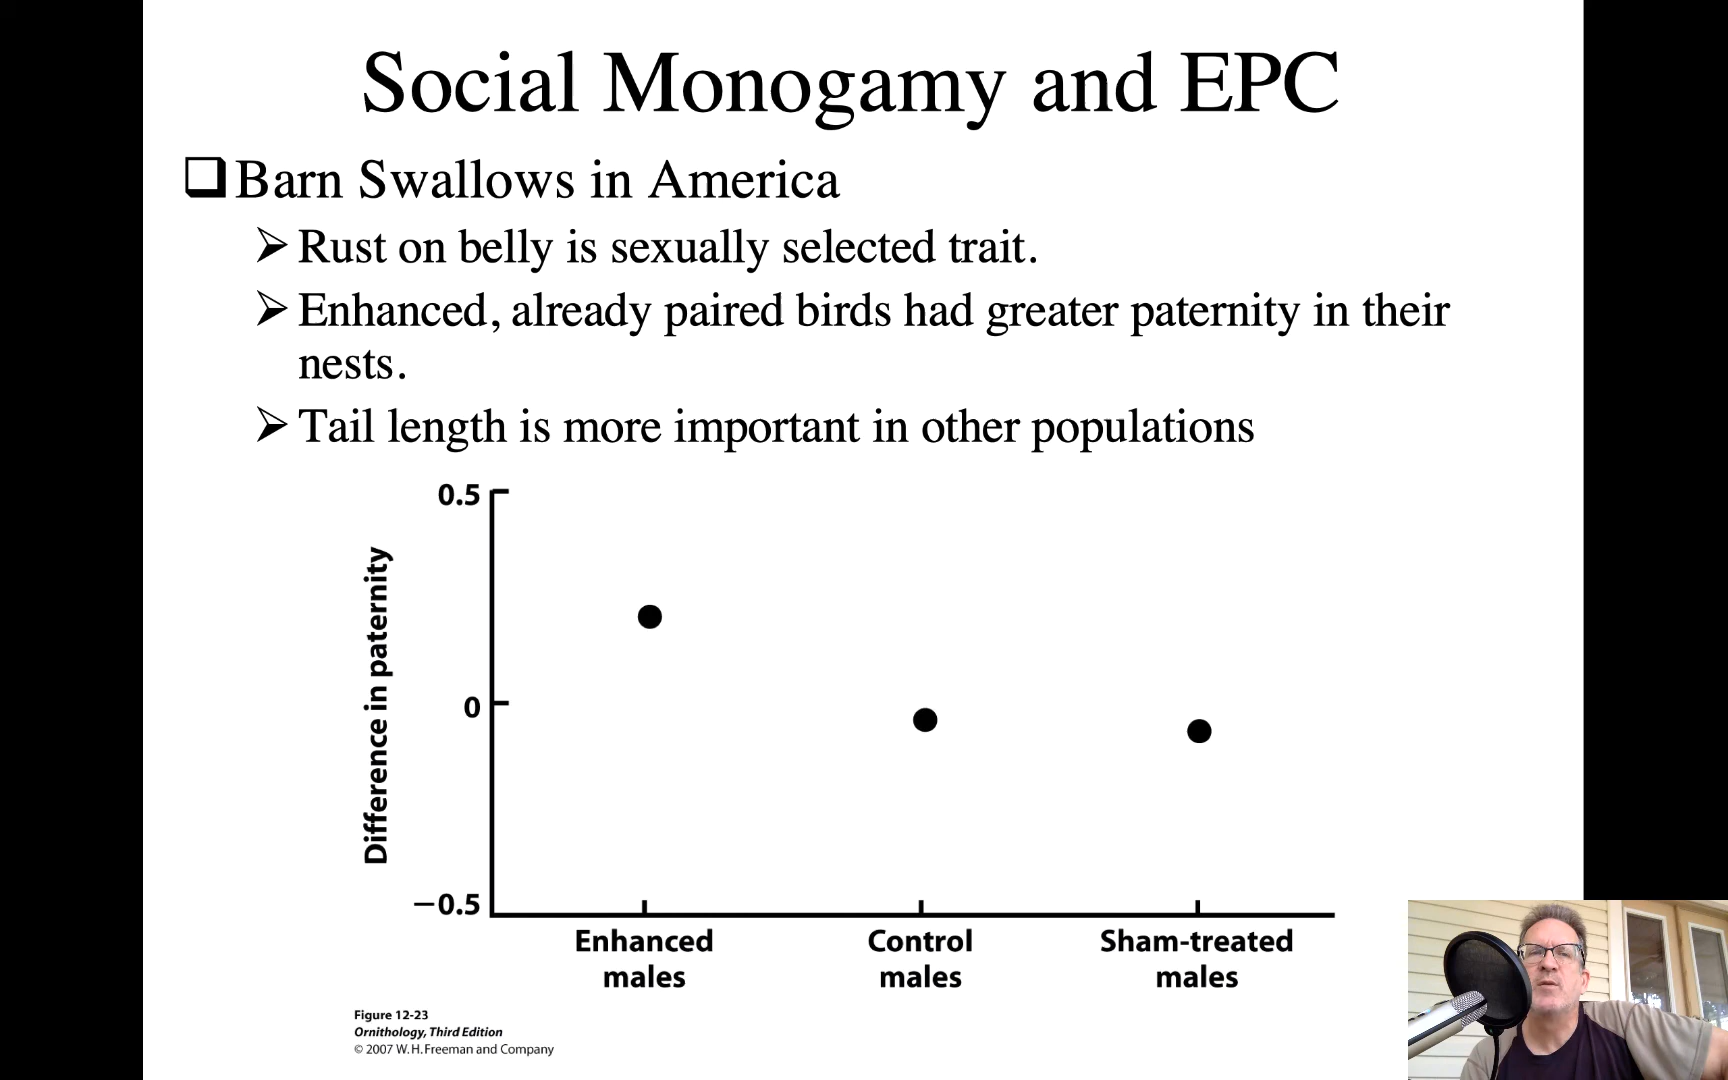 Social Monogamy and EPC
Barn Swallows in America
Rust on belly is sexually selected trait.
Enhanced, already paired birds had greater paternity in their
nests.
Tail length is more important in other populations
0.5
Difference in paternity
0
−0.5
Enhanced
males
Control
males
Sham-treated
males
Figure 12-23
Ornithology, Third Edition
© 2007 W.H.Freeman and Company